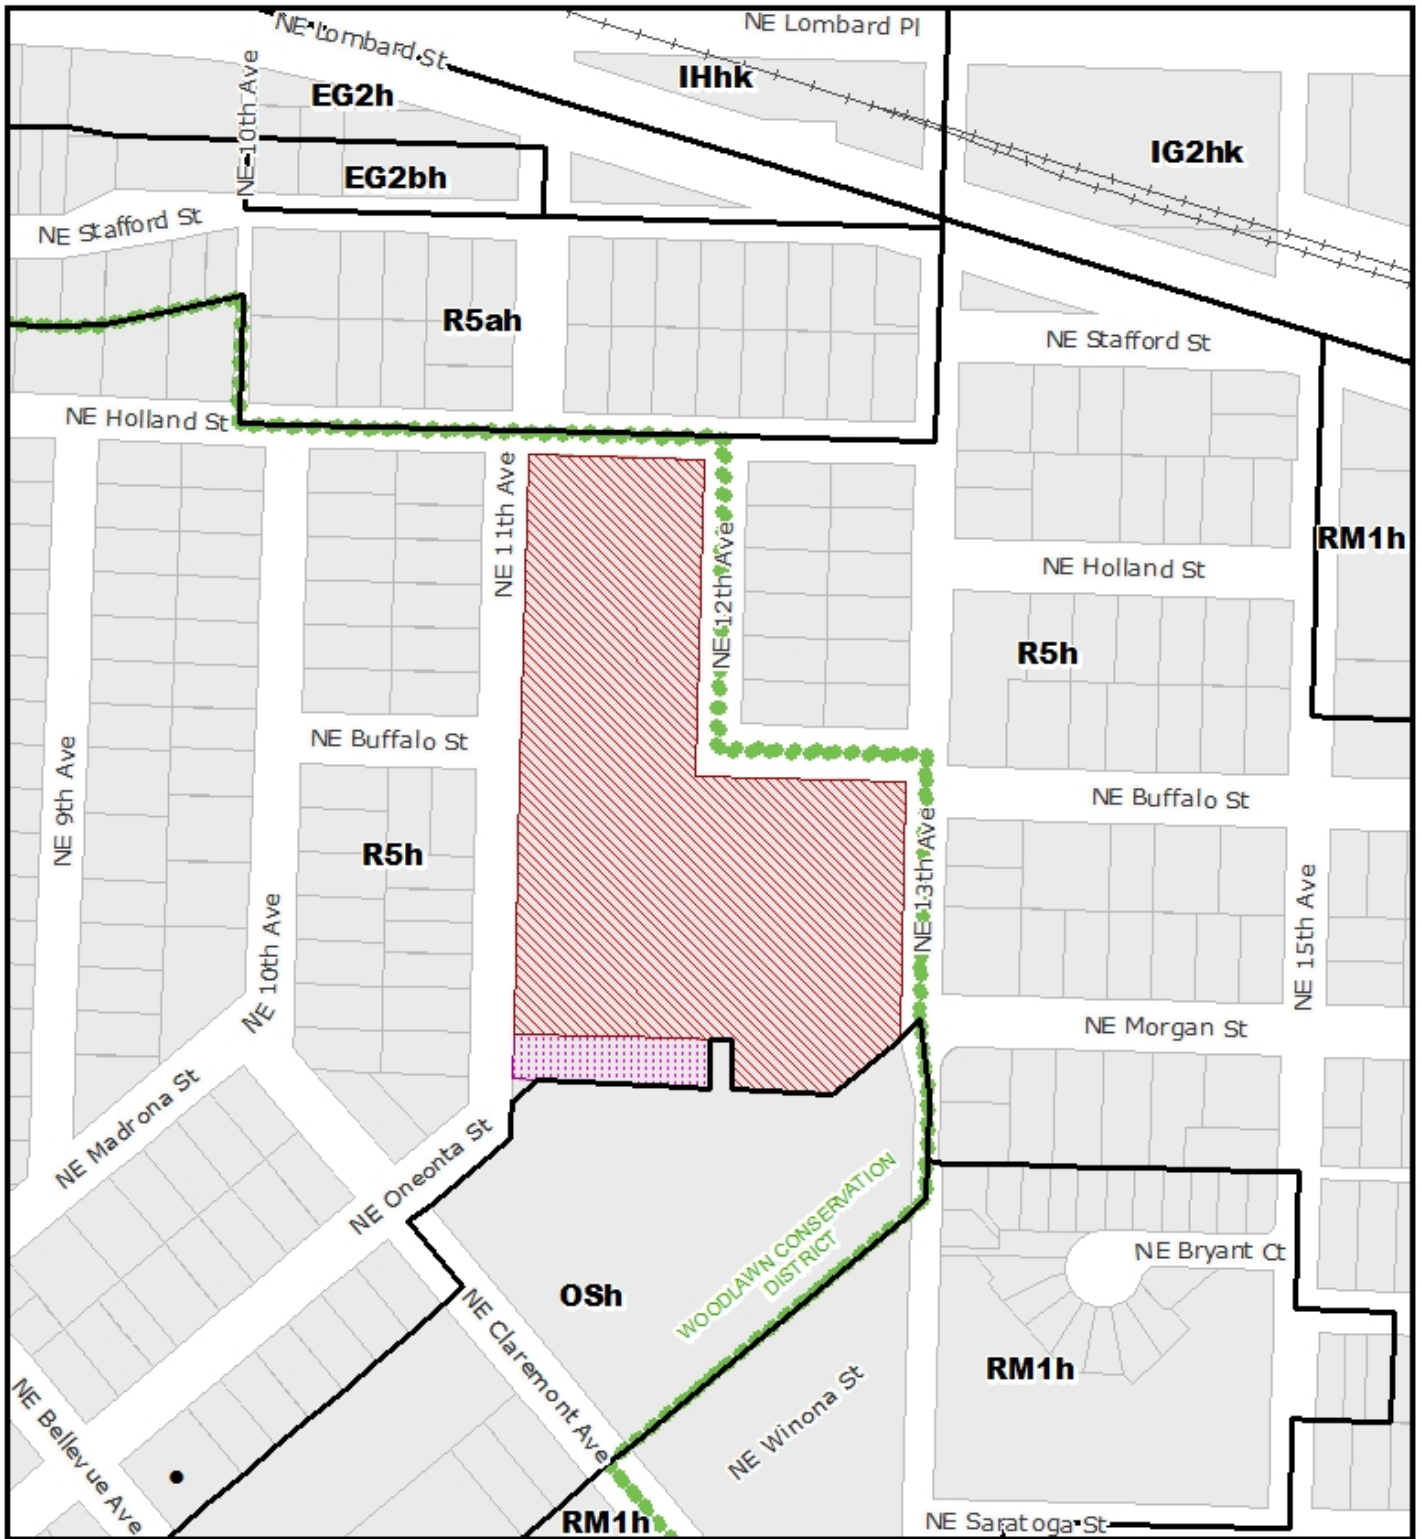 NE Lombard St
NE Lombard Pl
IHhk
EG2h
NE 10th Ave
IG2hk
EG2bh
NE Stafford St
R5ah
NE Stafford St
NE Holland St
NE 11th Ave
RM1h
NE 12th Ave
NE Holland St
R5h
NE Buffalo St
NE 9th Ave
NE Buffalo St
R5h
NE 13th Ave
NE 10th Ave
NE 15th Ave
NE
NE Morgan St
NE Madrona St
NE Oneonta St
WOODLAWN CONSERVATION
DISTRICT
NE Bryant Ct
OSh
NE Claremont Ave
RM1h
NE Bellevue Ave
NE Winona St
RM1h
NE Saratoga St